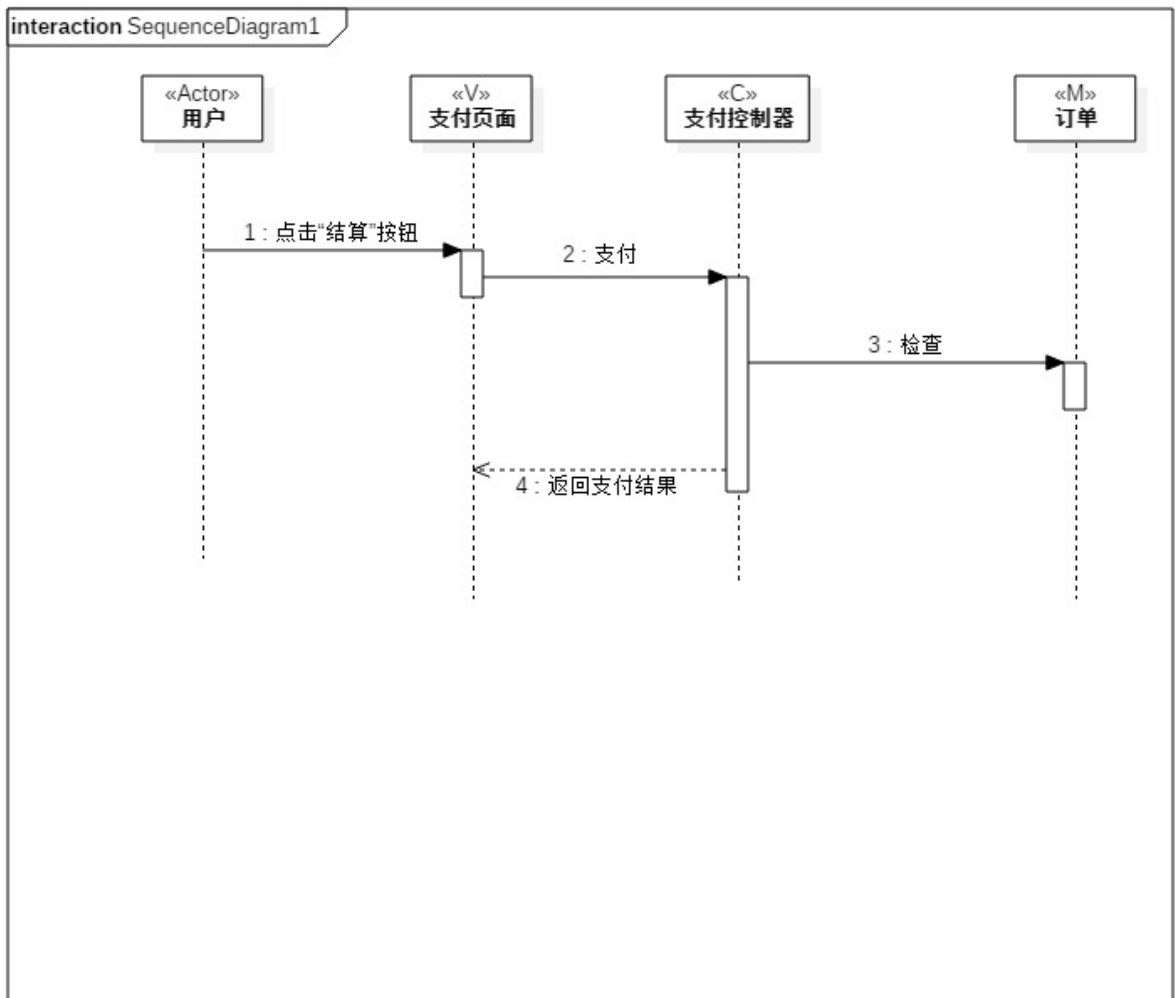 interaction SequenceDiagram1
«Actor»
用户
«V»
支付页面
«C»
支付控制器
«M»
订单
1 : 点击“结算”按钮
2 : 支付
3 : 检查
4 : 返回支付结果